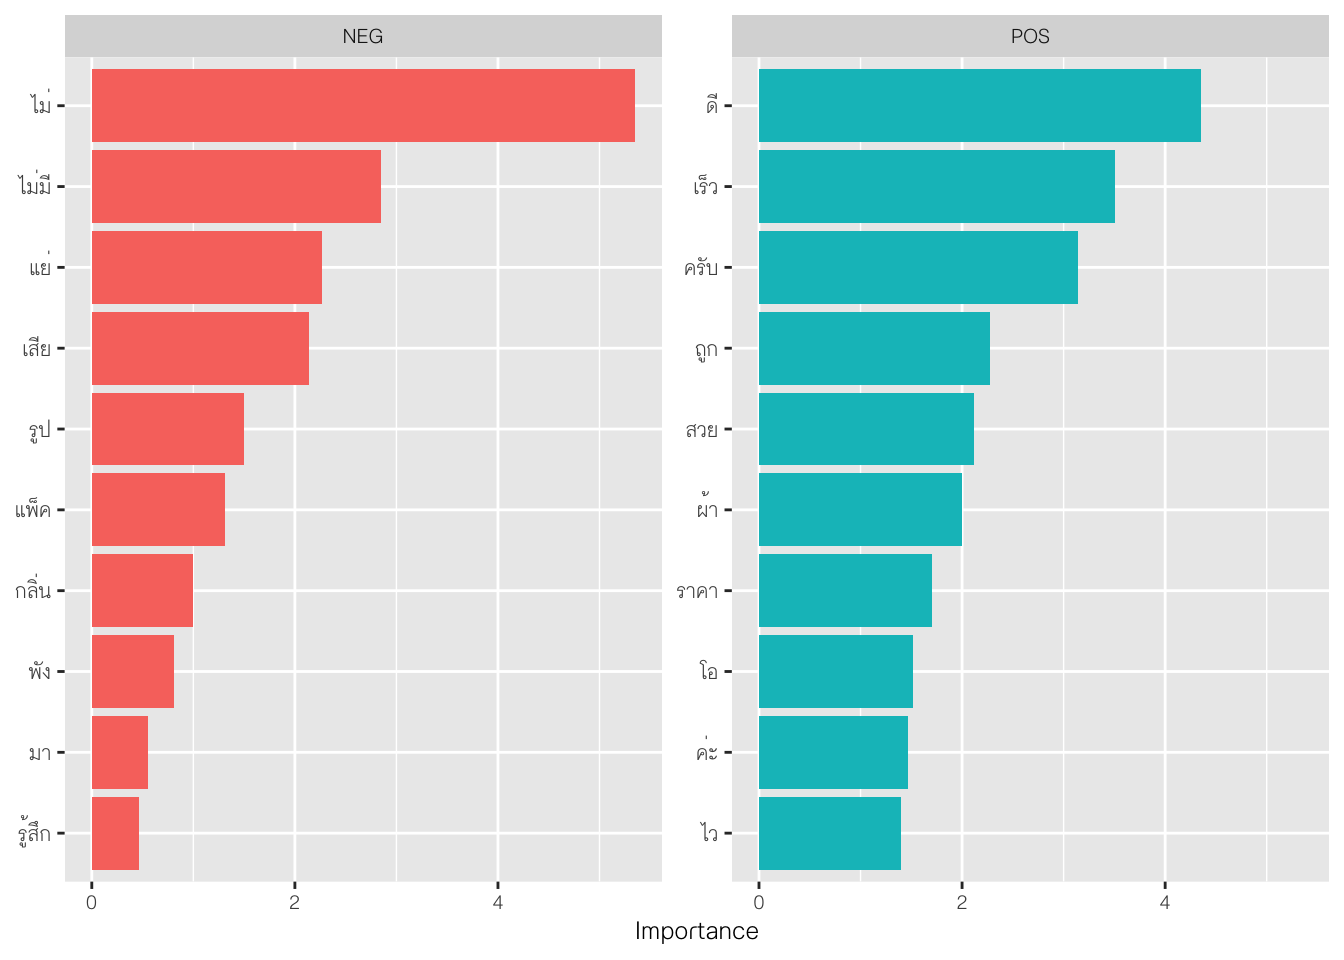 NEG
ไม่
ไม่มี
แย่
เสีย
รูป
แพ็ค
กลิ่น
พัง
มา
รู้สึก
0 2 4
POS
ดี
เร็ว
ครับ
ถูก
สวย
ผ้า
ราคา
โอ
ค่ะ
ไว
0 2 4
Importance